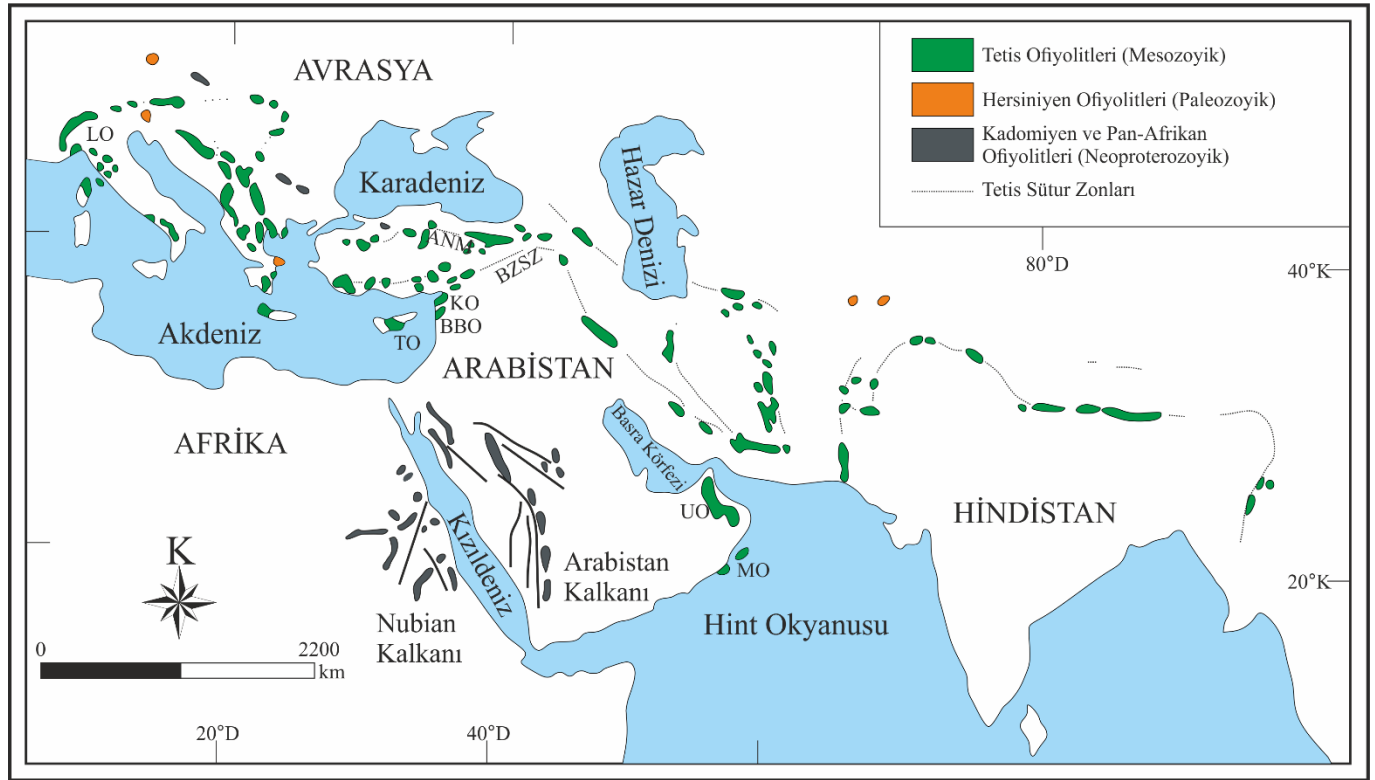 AVRASYA
Tetis Ofiyolitleri (Mesozoyik)
Hersiniyen Ofiyolitleri (Paleozoyik)
Kadomiyen ve Pan-Afrikan
Ofiyolitleri (Neoproterozoyik)
Tetis Sütur Zonları
LO
Karadeniz
Hazar Denizi
ANM
BZSZ
80°D
40°K
KO
BBO
TO
Akdeniz
ARABİSTAN
AFRİKA
Basra Körfezi
UO
HİNDİSTAN
MO
K
Kızıldeniz
Arabistan
Kalkanı
20°K
Nubian
Kalkanı
Hint Okyanusu
0
2200
km
20°D
40°D